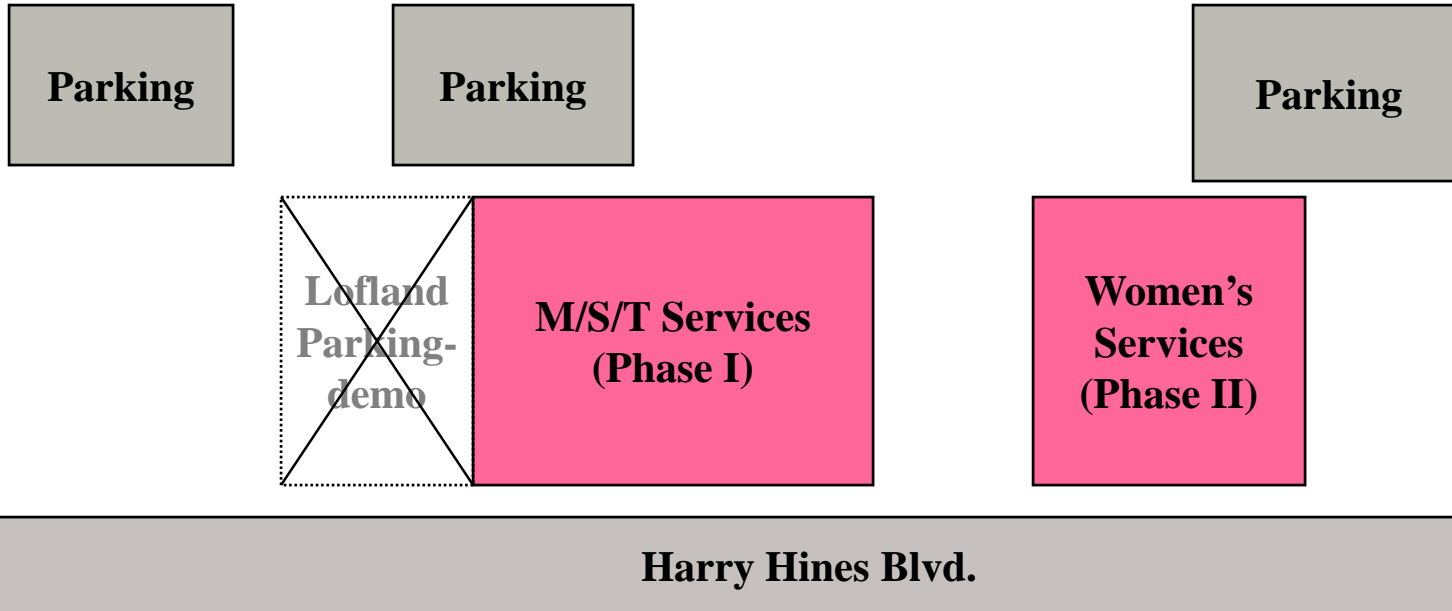 Parking
Parking
Parking
Lofland
Parking-
demo
M/S/T Services
(Phase I)
Women’s
Services
(Phase II)
Harry Hines Blvd.